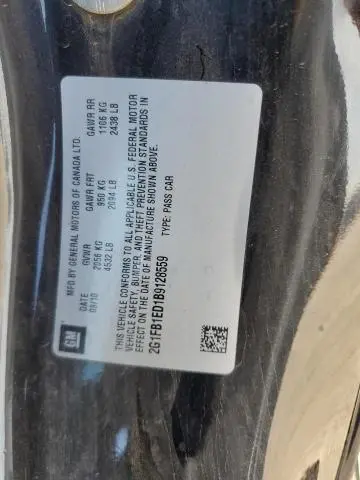 GM
MFD BY GENERAL MOTORS OF CANADA LTD.
DATE GVWR GAWR FRT GAWR RR
09/10 2056 KG 950 KG 1106 KG
4532 LB 2094 LB 2438 LB
THIS VEHICLE CONFORMS TO ALL APPLICABLE U.S. FEDERAL MOTOR
VEHICLE SAFETY, BUMPER, AND THEFT PREVENTION STANDARDS IN
EFFECT ON THE DATE OF MANUFACTURE SHOWN ABOVE.
2G1FB1ED1B9128559 TYPE: PASS CAR